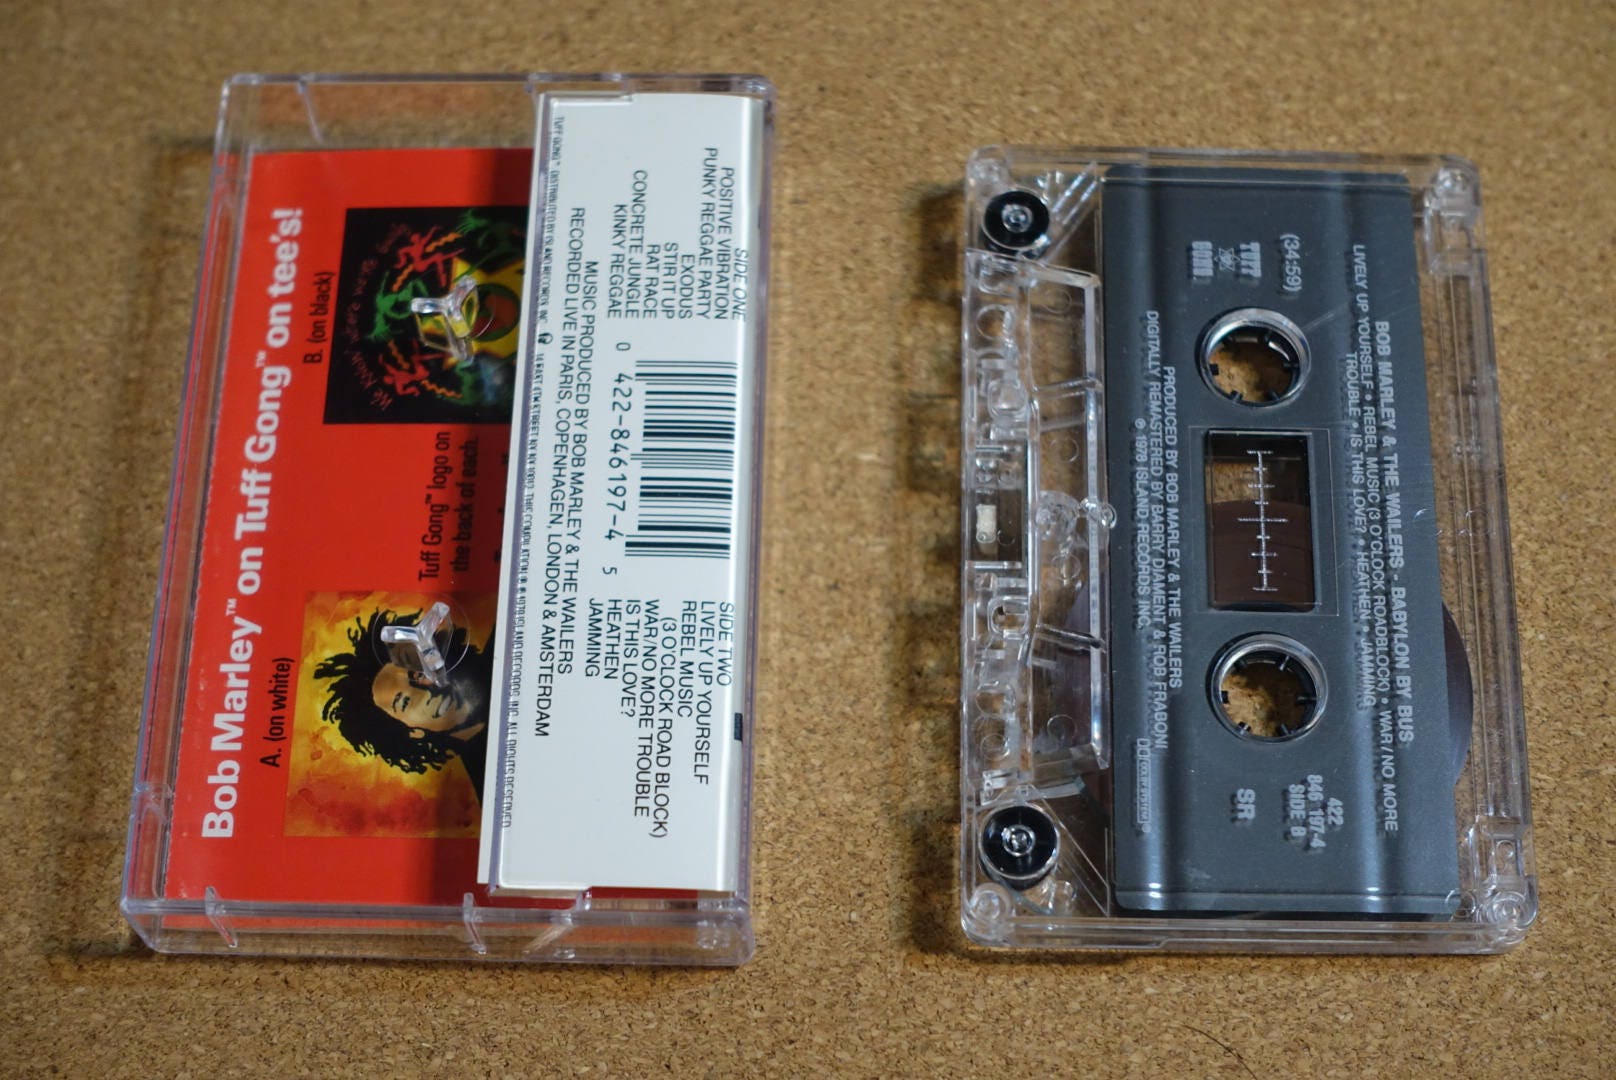 Bob Marley™ on Tuff Gong™ on tee's!
B. (on black)
A. (on white)
Tuff Gong™ logo on
the back of each.
SIDE ONE
POSITIVE VIBRATION
PUNKY REGGAE PARTY
EXODUS
STIR IT UP
RAT RACE
CONCRETE JUNGLE
KINKY REGGAE
0 422-846197-4 5
SIDE TWO
LIVELY UP YOURSELF
REBEL MUSIC
(3 O'CLOCK ROAD BLOCK)
WAR/NO MORE TROUBLE
IS THIS LOVE?
HEATHEN
JAMMING
MUSIC PRODUCED BY BOB MARLEY & THE WAILERS
RECORDED LIVE IN PARIS, COPENHAGEN, LONDON & AMSTERDAM
BOB MARLEY & THE WAILERS - BABYLON BY BUS
LIVELY UP YOURSELF • REBEL MUSIC (3 O'CLOCK ROADBLOCK) • WAR/NO MORE
TROUBLE • IS THIS LOVE? • HEATHEN • JAMMING
(34:59)
TUFF
GONG
422
846 197-4
SIDE B
SR
PRODUCED BY BOB MARLEY & THE WAILERS
DIGITALLY REMASTERED BY BARRY DIAMENT & ROB FRABONI
℗ 1978 ISLAND RECORDS INC.